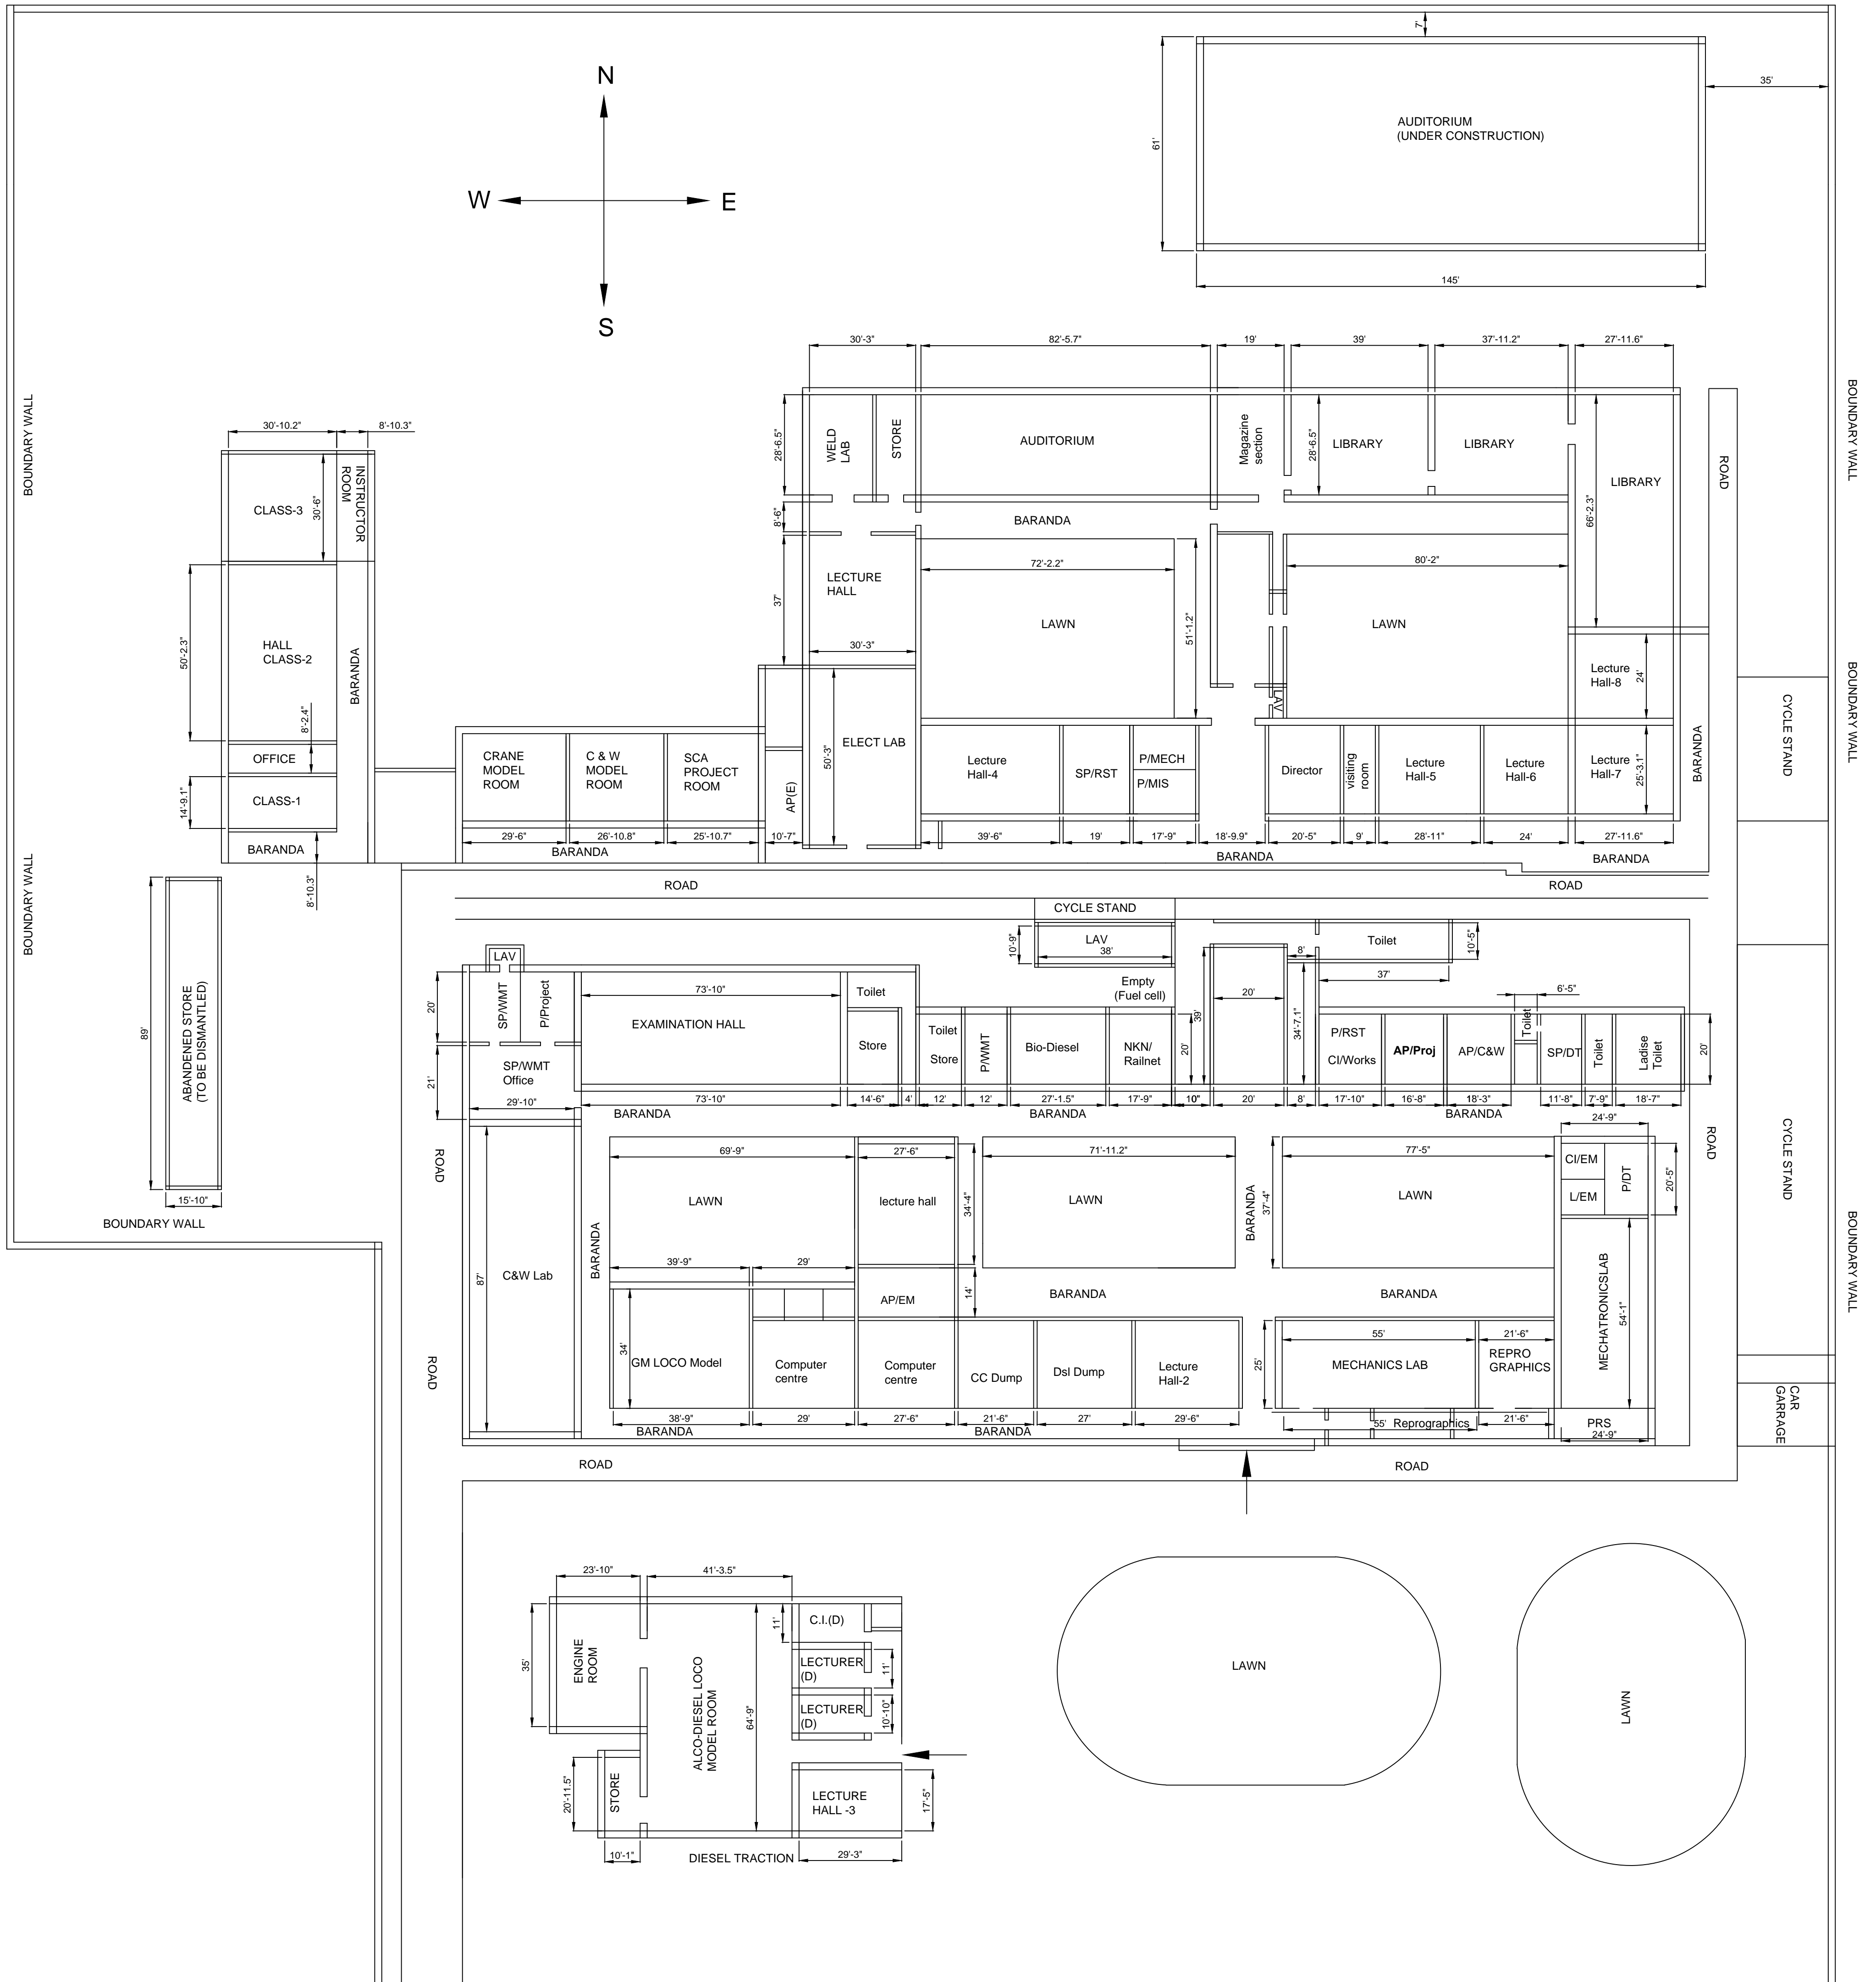 7'
35'
N
W
E
S
AUDITORIUM
(UNDER CONSTRUCTION)
61'
145'
BOUNDARY WALL
BOUNDARY WALL
30'-3"
82'-5.7"
19'
39'
37'-11.2"
27'-11.6"
28'-6.5"
WELD
LAB
STORE
AUDITORIUM
Magazine
section
28'-6.5"
LIBRARY
LIBRARY
LIBRARY
66'-2.3"
ROAD
8'-6"
BARANDA
37'
LECTURE
HALL
30'-3"
72'-2.2"
51'-1.2"
LAWN
80'-2"
LAWN
LAV
Lecture
Hall-8
24'
BOUNDARY WALL
CYCLE STAND
30'-10.2"
8'-10.3"
INSTRUCTOR
ROOM
CLASS-3
30'-6"
50'-2.3"
HALL
CLASS-2
BARANDA
8'-2.4"
OFFICE
14'-9.1"
CLASS-1
BARANDA
8'-10.3"
CRANE
MODEL
ROOM
C & W
MODEL
ROOM
SCA
PROJECT
ROOM
AP(E)
ELECT LAB
50'-3"
29'-6"
26'-10.8"
25'-10.7"
10'-7"
BARANDA
Lecture
Hall-4
SP/RST
P/MECH
P/MIS
Director
visiting
room
Lecture
Hall-5
Lecture
Hall-6
Lecture
Hall-7
25'-3.1"
BARANDA
39'-6"
19'
17'-9"
18'-9.9"
20'-5"
9'
28'-11"
24'
27'-11.6"
BARANDA
BARANDA
BOUNDARY WALL
ROAD
ROAD
89'
ABANDENED STORE
(TO BE DISMANTLED)
15'-10"
BOUNDARY WALL
CYCLE STAND
10'-9"
LAV
38'
Empty
(Fuel cell)
39'
20'
8'
34'-7.1"
Toilet
10'-5"
37'
6'-5"
LAV
20'
SP/WMT
P/Project
73'-10"
EXAMINATION HALL
Toilet
Store
Toilet
Store
P/WMT
Bio-Diesel
NKN/
Railnet
20'
P/RST
CI/Works
AP/Proj
AP/C&W
Toilet
SP/DT
Toilet
Ladise
Toilet
20'
21'
SP/WMT
Office
29'-10"
73'-10"
14'-6"
4'
12'
12'
27'-1.5"
17'-9"
10"
20'
8'
17'-10"
16'-8"
18'-3"
11'-8"
7'-9"
18'-7"
BARANDA
BARANDA
BARANDA
24'-9"
ROAD
87'
C&W Lab
BARANDA
69'-9"
LAWN
27'-6"
lecture hall
34'-4"
71'-11.2"
LAWN
BARANDA
37'-4"
77'-5"
LAWN
CI/EM
L/EM
P/DT
20'-5"
ROAD
CYCLE STAND
BOUNDARY WALL
39'-9"
29'
AP/EM
14'
BARANDA
BARANDA
MECHATRONICSLAB
54'-1"
ROAD
34'
GM LOCO Model
Computer
centre
Computer
centre
CC Dump
Dsl Dump
Lecture
Hall-2
25'
55'
MECHANICS LAB
21'-6"
REPRO
GRAPHICS
38'-9"
29'
27'-6"
21'-6"
27'
29'-6"
BARANDA
BARANDA
55'
Reprographics
21'-6"
PRS
24'-9"
CAR
GARRAGE
ROAD
ROAD
23'-10"
41'-3.5"
35'
ENGINE
ROOM
ALCO-DIESEL LOCO
MODEL ROOM
64'-9"
11'
C.I.(D)
LECTURER
(D)
11'
LECTURER
(D)
10'-10"
20'-11.5"
STORE
LECTURE
HALL -3
17'-5"
10'-1"
DIESEL TRACTION
29'-3"
LAWN
LAWN